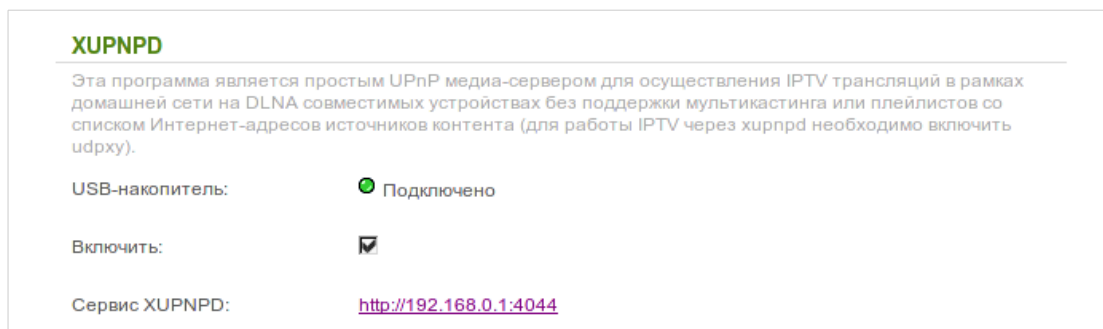 XUPNPD
Эта программа является простым UPnP медиа-сервером для осуществления IPTV трансляций в рамках
домашней сети на DLNA совместимых устройствах без поддержки мультикастинга или плейлистов со
списком Интернет-адресов источников контента (для работы IPTV через xupnpd необходимо включить
udpxy).
USB-накопитель: Подключено
Включить:
Сервис XUPNPD: http://192.168.0.1:4044